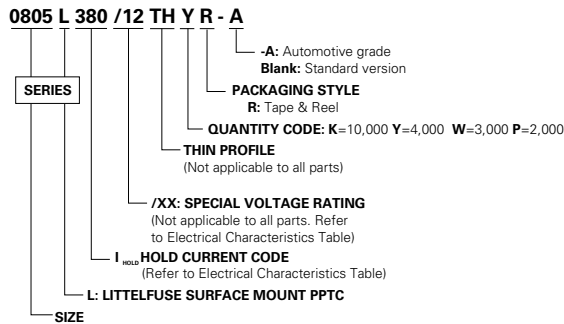 0805 L 380 /12 TH Y R - A
-A: Automotive grade
Blank: Standard version
SERIES
PACKAGING STYLE
R: Tape & Reel
QUANTITY CODE: K=10,000 Y=4,000 W=3,000 P=2,000
THIN PROFILE
(Not applicable to all parts)
/XX: SPECIAL VOLTAGE RATING
(Not applicable to all parts. Refer
to Electrical Characteristics Table)
I HOLD HOLD CURRENT CODE
(Refer to Electrical Characteristics Table)
L: LITTELFUSE SURFACE MOUNT PPTC
SIZE